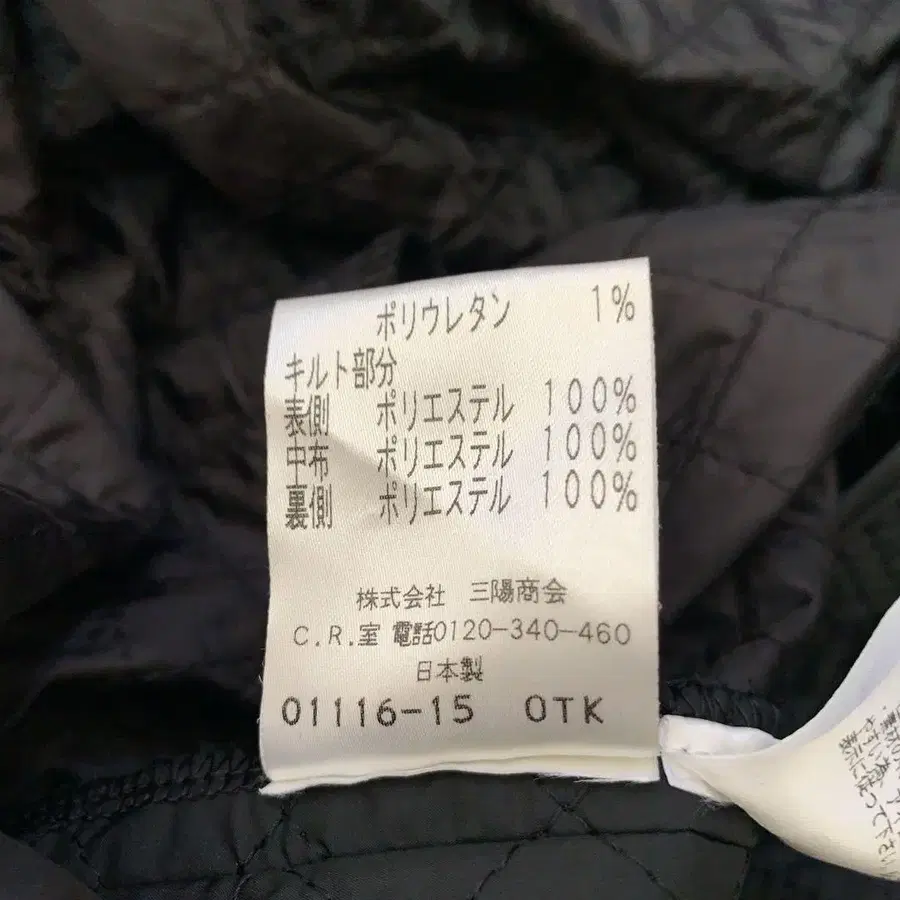 ポリウレタン 1%
キルト部分
表側 ポリエステル 100%
中布 ポリエステル 100%
裏側 ポリエステル 100%
株式会社 三陽商会
C.R.室 電話0120-340-460
日本製
01116-15 OTK